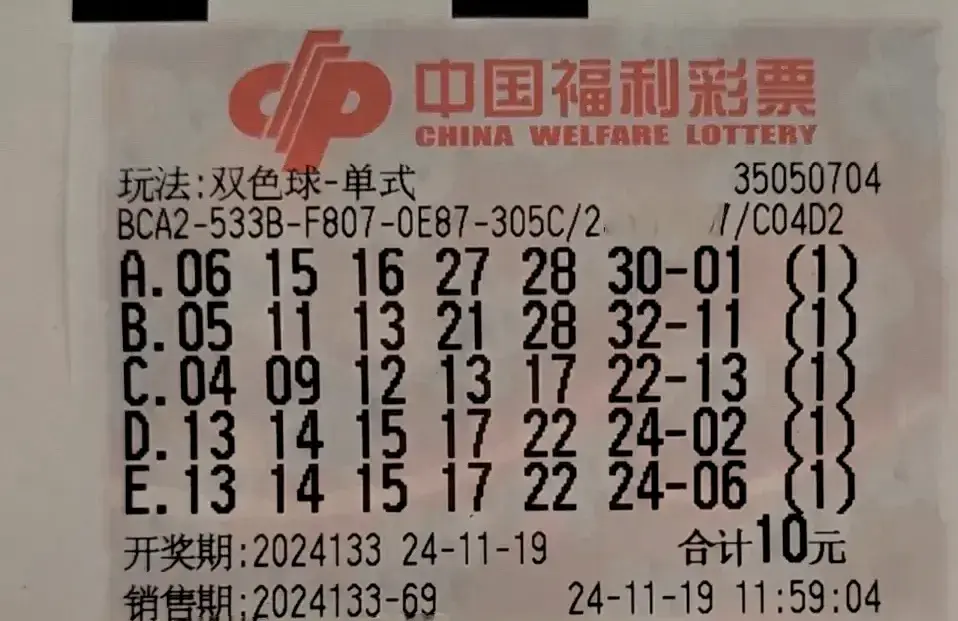 中国福利彩票
CHINA WELFARE LOTTERY
玩法:双色球-单式 35050704
BCA2-533B-F807-0E87-305C/2 /C04D2
A.06 15 16 27 28 30-01 (1)
B.05 11 13 21 28 32-11 (1)
C.04 09 12 13 17 22-13 (1)
D.13 14 15 17 22 24-02 (1)
E.13 14 15 17 22 24-06 (1)
开奖期:2024133 24-11-19 合计10元
销售期:2024133-69 24-11-19 11:59:04